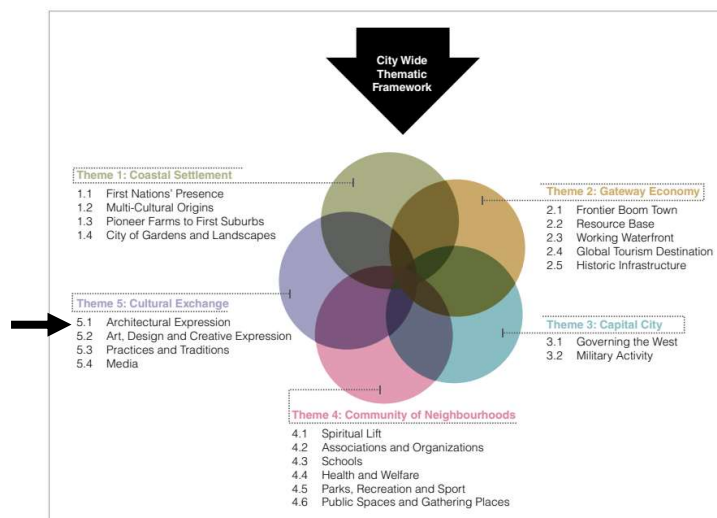 City Wide
Thematic
Framework
Theme 1: Coastal Settlement
1.1 First Nations' Presence
1.2 Multi-Cultural Origins
1.3 Pioneer Farms to First Suburbs
1.4 City of Gardens and Landscapes
Theme 2: Gateway Economy
2.1 Frontier Boom Town
2.2 Resource Base
2.3 Working Waterfront
2.4 Global Tourism Destination
2.5 Historic Infrastructure
Theme 5: Cultural Exchange
5.1 Architectural Expression
5.2 Art, Design and Creative Expression
5.3 Practices and Traditions
5.4 Media
Theme 3: Capital City
3.1 Governing the West
3.2 Military Activity
Theme 4: Community of Neighbourhoods
4.1 Spiritual Lift
4.2 Associations and Organizations
4.3 Schools
4.4 Health and Welfare
4.5 Parks, Recreation and Sport
4.6 Public Spaces and Gathering Places